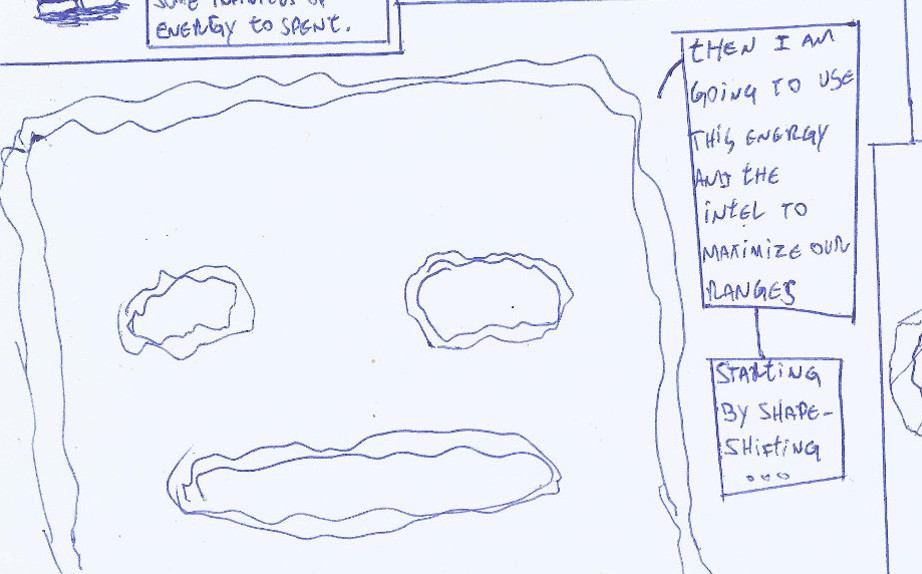 ENERGY TO SPENT.
THEN I AM
GOING TO USE
THIS ENERGY
AND THE
INTEL TO
MAXIMIZE OUR
RANGES
STARTING
BY SHAPE-
SHIFTING
...